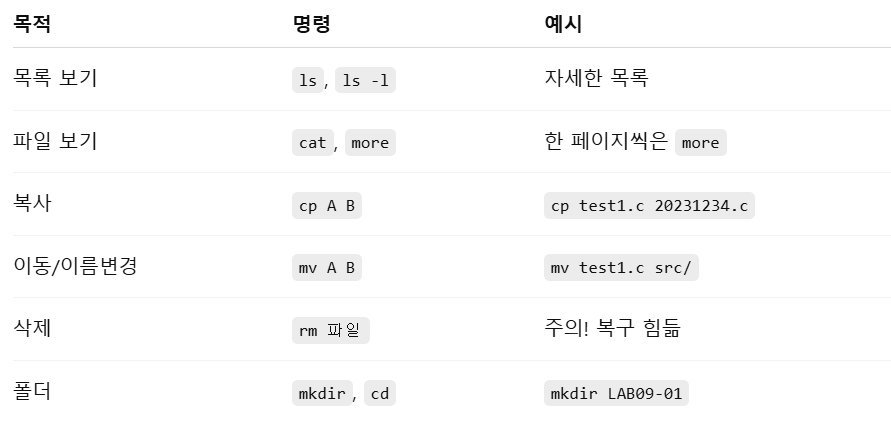 목적 명령 예시
목록 보기 ls, ls -l 자세한 목록
파일 보기 cat, more 한 페이지씩은 more
복사 cp A B cp test1.c 20231234.c
이동/이름변경 mv A B mv test1.c src/
삭제 rm 파일 주의! 복구 힘듦
폴더 mkdir, cd mkdir LAB09-01